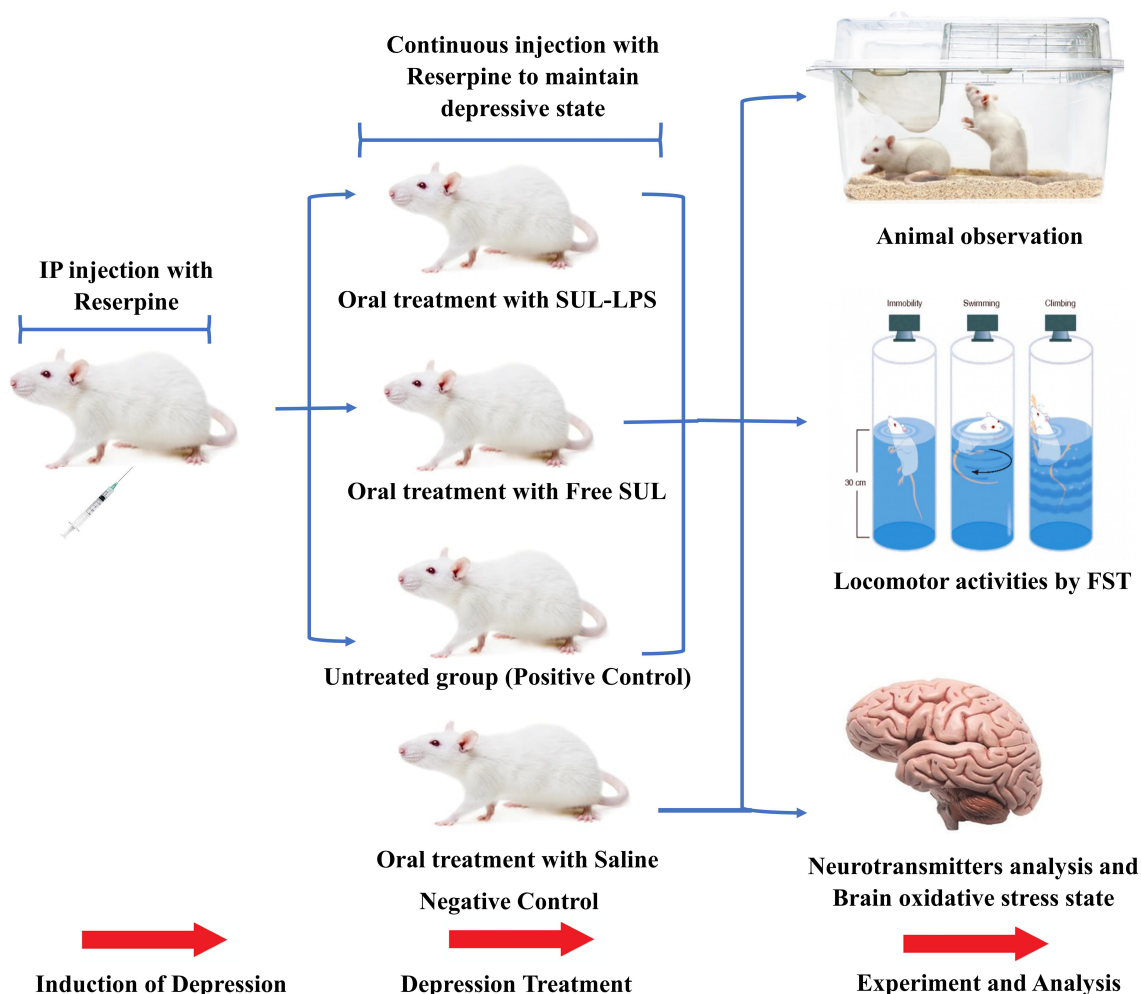 IP injection with
Reserpine
Continuous injection with
Reserpine to maintain
depressive state
Oral treatment with SUL-LPS
Oral treatment with Free SUL
Untreated group (Positive Control)
Oral treatment with Saline
Negative Control
Animal observation
Immobility Swimming Climbing
30 cm
Locomotor activities by FST
Neurotransmitters analysis and
Brain oxidative stress state
Induction of Depression
Depression Treatment
Experiment and Analysis